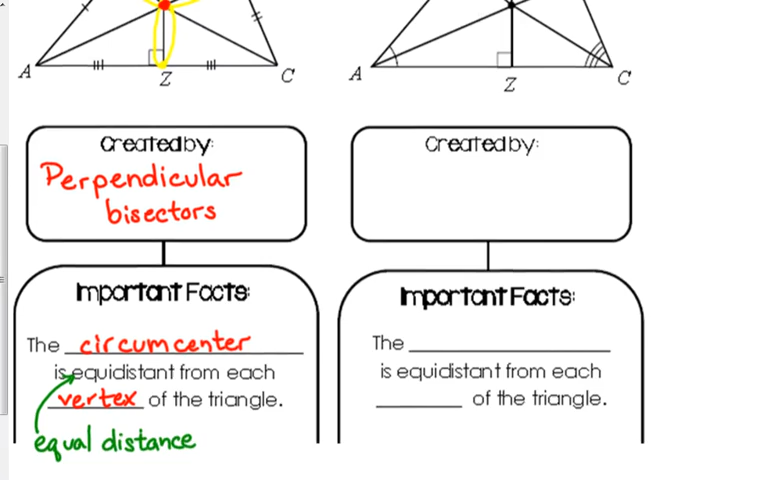 A
Z
C
A
Z
C
Created by:
Perpendicular
bisectors
Important Facts:
The circumcenter
is equidistant from each
vertex of the triangle.
equal distance
Created by:
Important Facts:
The
is equidistant from each
of the triangle.